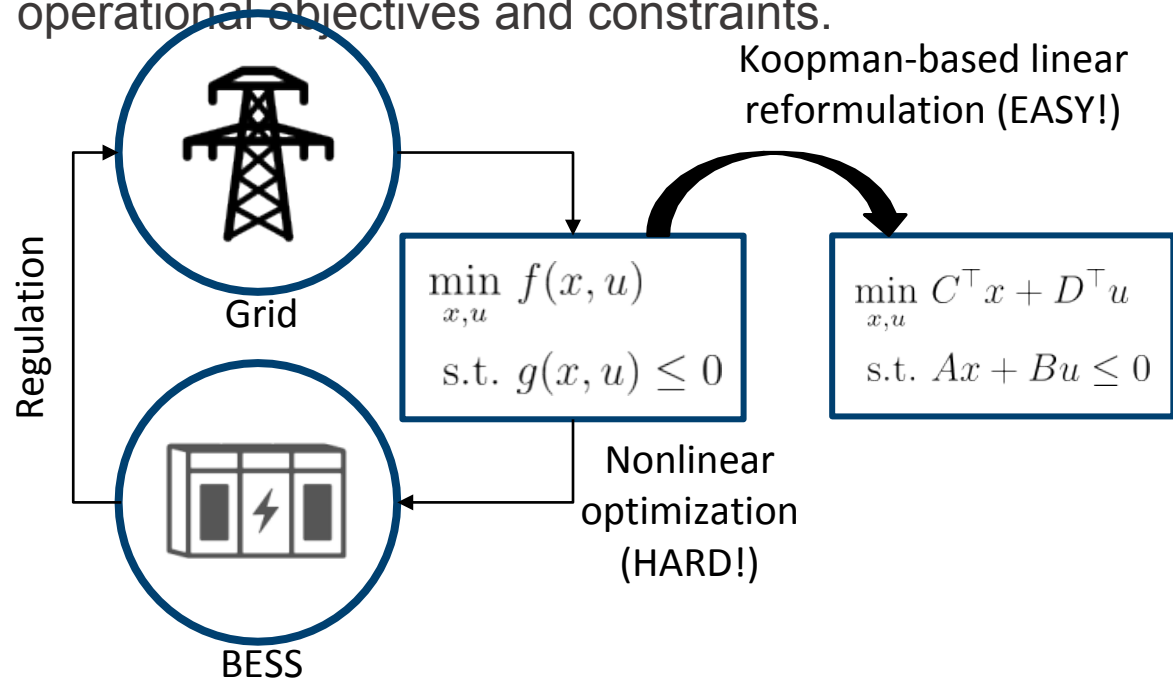 operational objectives and constraints.
Koopman-based linear
reformulation (EASY!)
Regulation
Grid
min f(x, u)
x,u
s.t. g(x, u) ≤ 0
min C⊤x + D⊤u
x,u
s.t. Ax + Bu ≤ 0
Nonlinear
optimization
(HARD!)
BESS